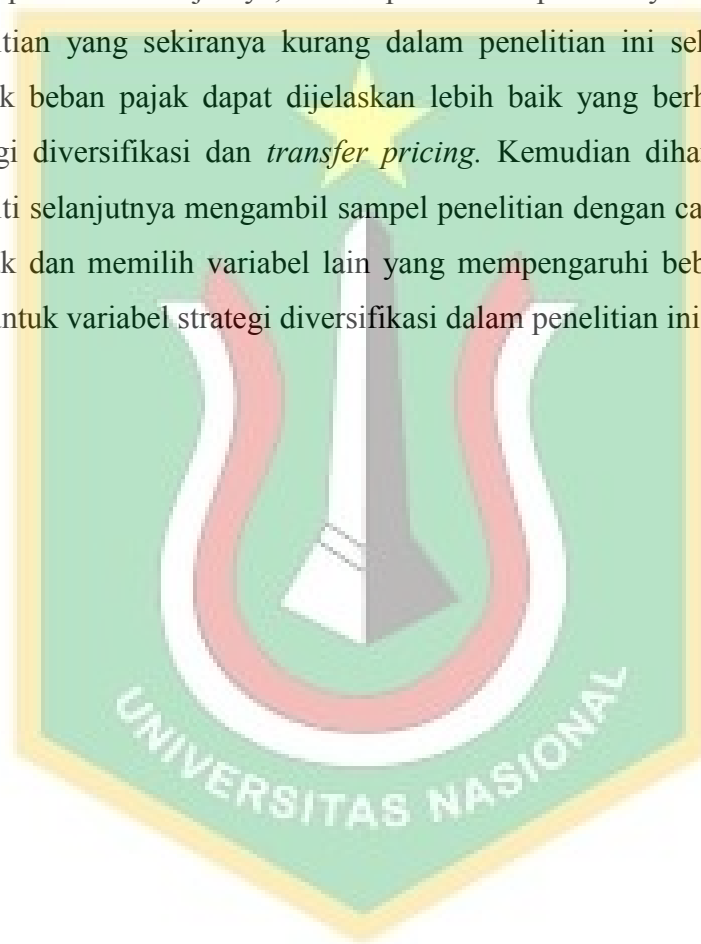 itian yang sekiranya kurang dalam penelitian ini sel
k beban pajak dapat dijelaskan lebih baik yang berh
gi diversifikasi dan transfer pricing. Kemudian diha
ti selanjutnya mengambil sampel penelitian dengan ca
k dan memilih variabel lain yang mempengaruhi beb
untuk variabel strategi diversifikasi dalam penelitian ini
UNIVERSITAS NASIONAL